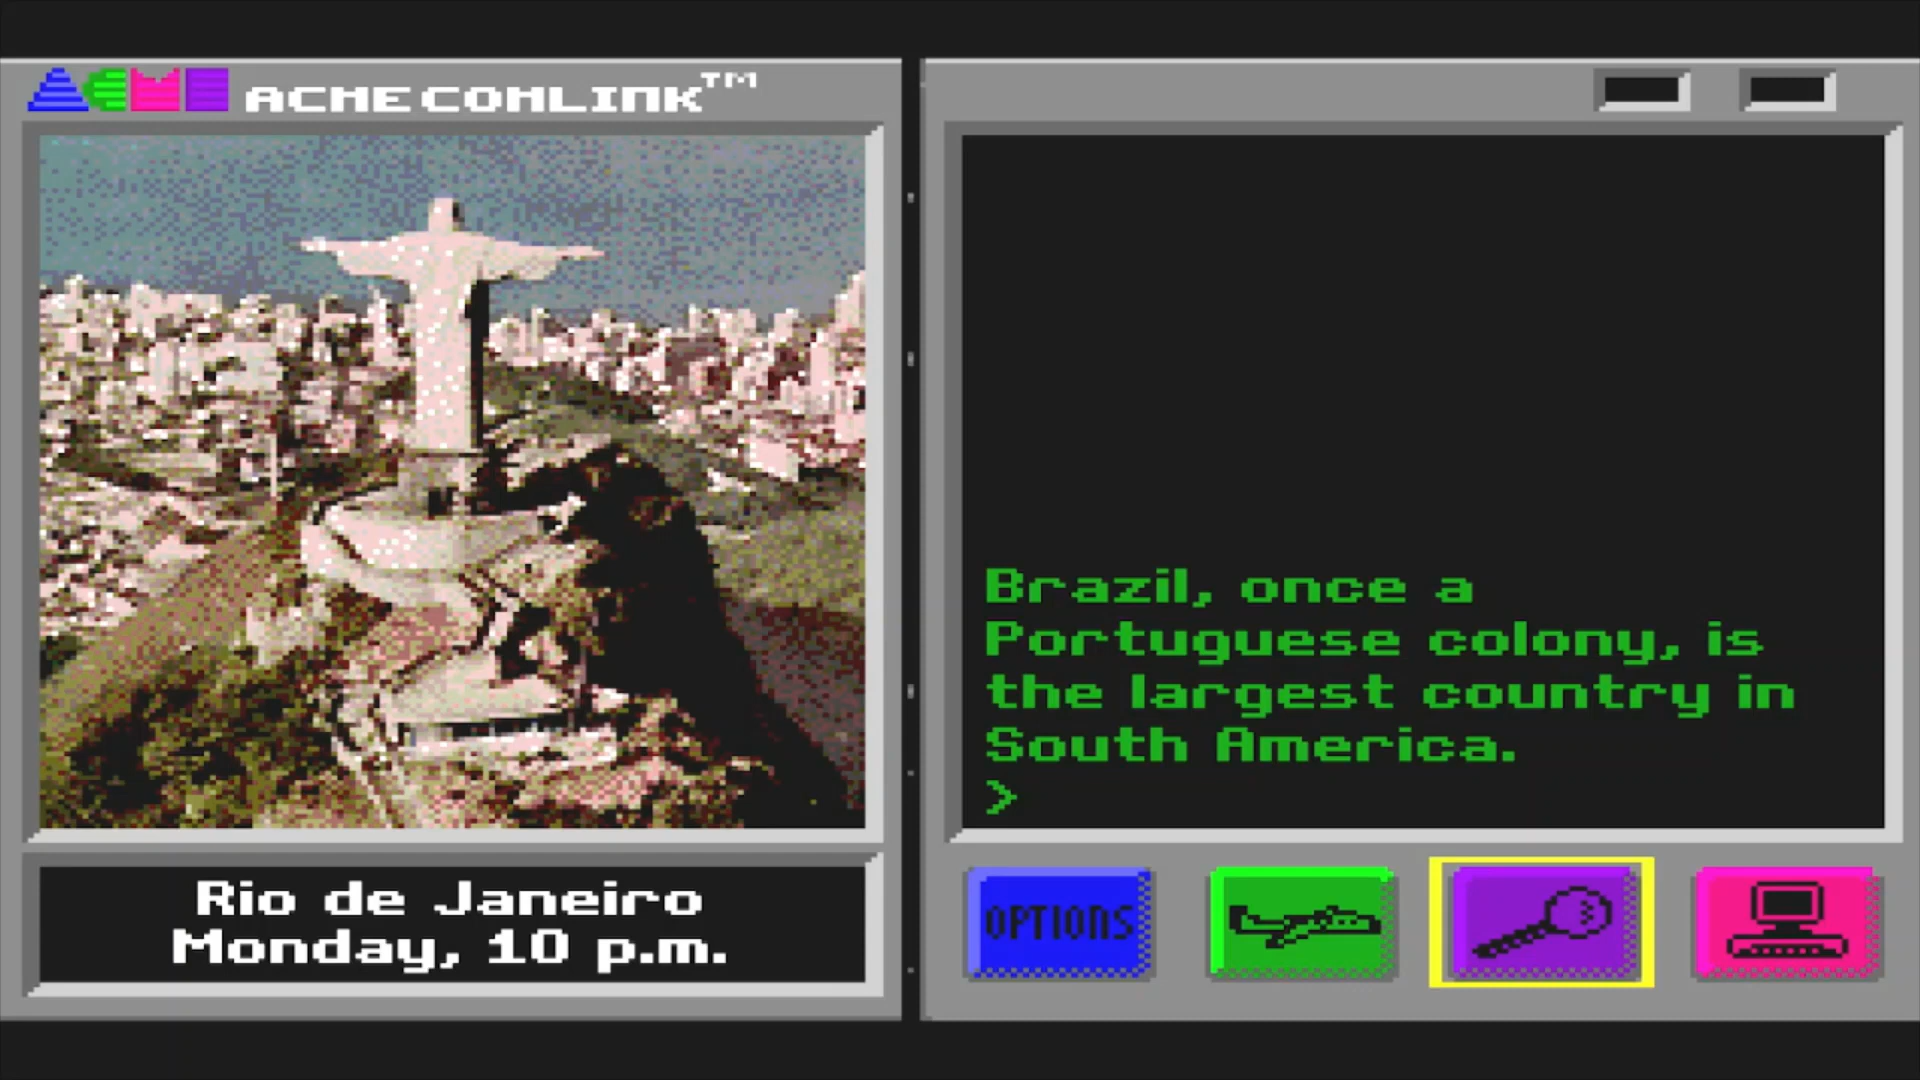 ACME ACME COMLINK™
Rio de Janeiro
Monday, 10 p.m.
Brazil, once a
Portuguese colony, is
the largest country in
South America.
>
OPTIONS